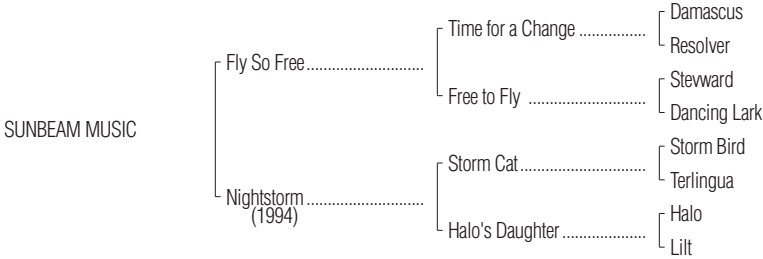 Damascus
Time for a Change ...............
Resolver
Fly So Free...........................
Stevward
Free to Fly ..........................
Dancing Lark
SUNBEAM MUSIC
Storm Bird
Storm Cat............................
Terlingua
Nightstorm...........................
(1994)
Halo
Halo's Daughter...................
Lilt